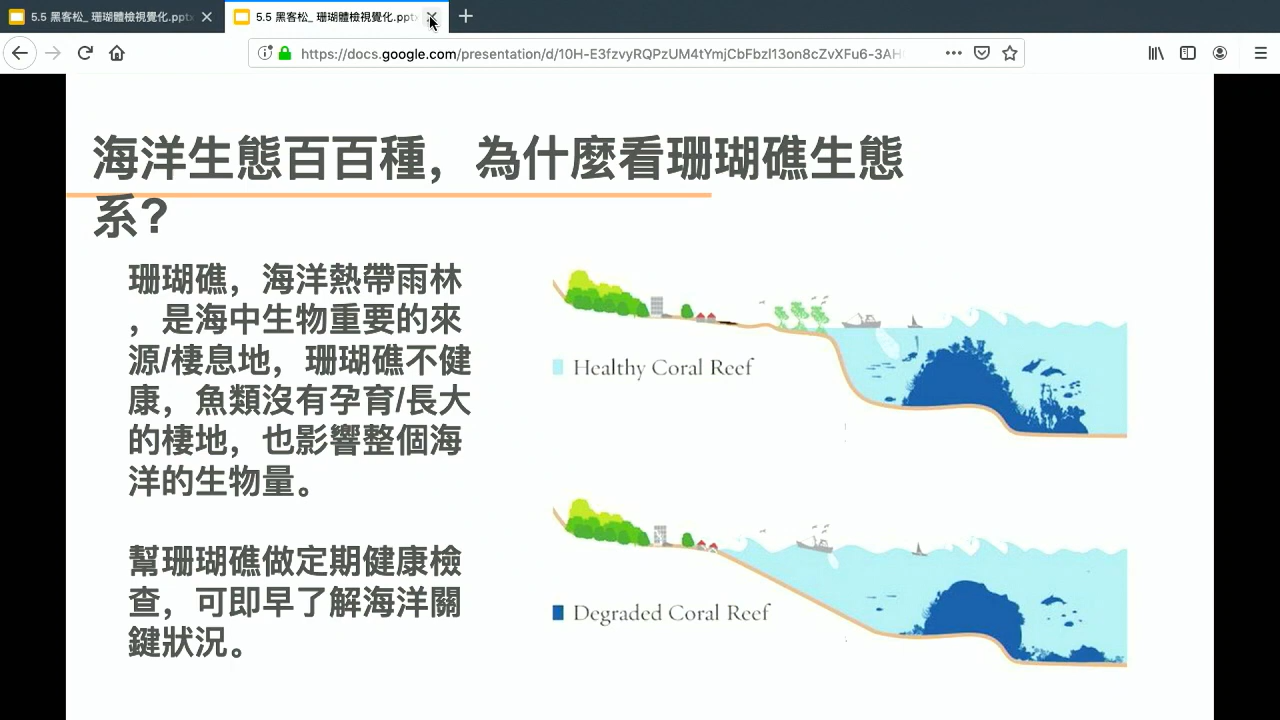 5.5 黑客松_ 珊瑚體檢視覺化.pptx
5.5 黑客松_ 珊瑚體檢視覺化.pptx
https://docs.google.com/presentation/d/10H-E3fzvyRQPzUM4tYmjCbFbzl13on8cZvXFu6-3AH
海洋生態百百種，為什麼看珊瑚礁生態
系?
珊瑚礁，海洋熱帶雨林
，是海中生物重要的來
源/棲息地，珊瑚礁不健
康，魚類沒有孕育/長大
的棲地，也影響整個海
洋的生物量。
幫珊瑚礁做定期健康檢
查，可即早了解海洋關
鍵狀況。
Healthy Coral Reef
Degraded Coral Reef